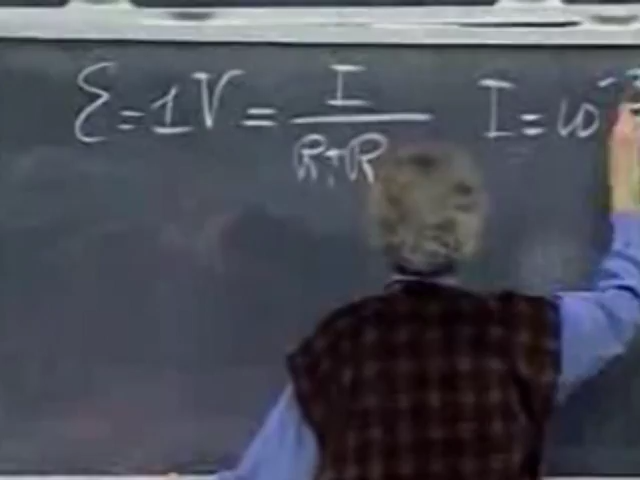 ℰ = 1V = I / (R₁ + R) I = 10⁻